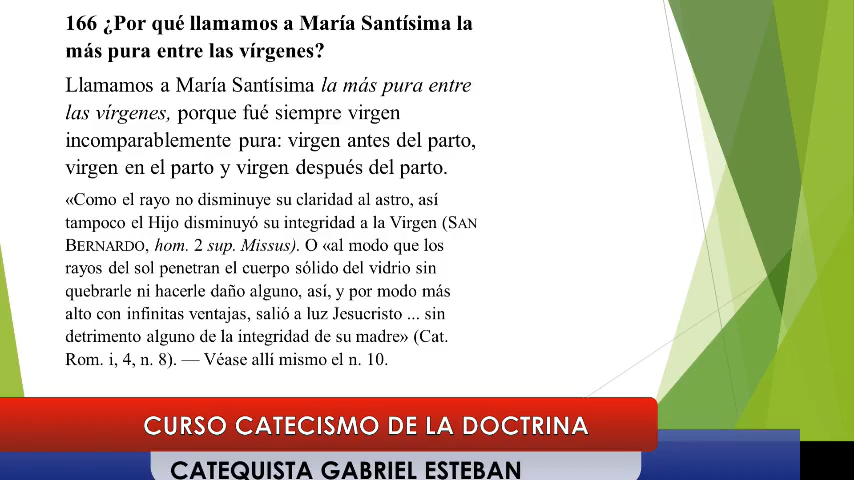 166 ¿Por qué llamamos a María Santísima la
más pura entre las vírgenes?
Llamamos a María Santísima la más pura entre
las vírgenes, porque fué siempre virgen
incomparablemente pura: virgen antes del parto,
virgen en el parto y virgen después del parto.
«Como el rayo no disminuye su claridad al astro, así
tampoco el Hijo disminuyó su integridad a la Virgen (SAN
BERNARDO, hom. 2 sup. Missus). O «al modo que los
rayos del sol penetran el cuerpo sólido del vidrio sin
quebrarle ni hacerle daño alguno, así, y por modo más
alto con infinitas ventajas, salió a luz Jesucristo ... sin
detrimento alguno de la integridad de su madre» (Cat.
Rom. i, 4, n. 8). — Véase allí mismo el n. 10.
CURSO CATECISMO DE LA DOCTRINA
CATEQUISTA GABRIEL ESTEBAN